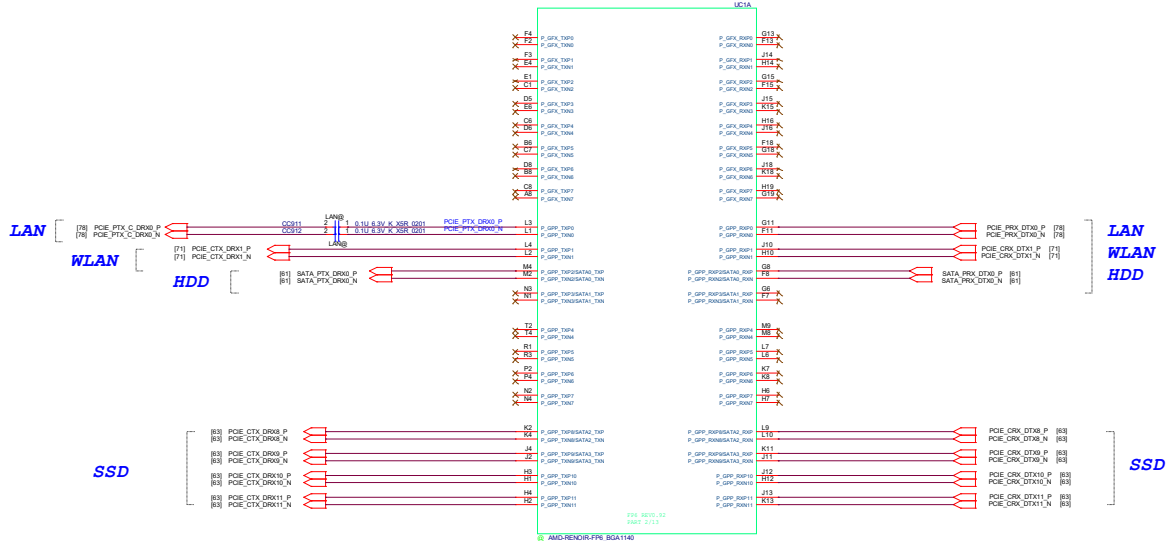 UC1A
F4 P_GFX_TXP0 P_GFX_RXP0 G13
F2 P_GFX_TXN0 P_GFX_RXN0 F13
F3 P_GFX_TXP1 P_GFX_RXP1 J14
E4 P_GFX_TXN1 P_GFX_RXN1 H14
E1 P_GFX_TXP2 P_GFX_RXP2 G15
C1 P_GFX_TXN2 P_GFX_RXN2 F15
D5 P_GFX_TXP3 P_GFX_RXP3 J15
E6 P_GFX_TXN3 P_GFX_RXN3 K15
C6 P_GFX_TXP4 P_GFX_RXP4 H16
D6 P_GFX_TXN4 P_GFX_RXN4 J16
B6 P_GFX_TXP5 P_GFX_RXP5 F18
C7 P_GFX_TXN5 P_GFX_RXN5 G18
D8 P_GFX_TXP6 P_GFX_RXP6 J18
B8 P_GFX_TXN6 P_GFX_RXN6 K18
C8 P_GFX_TXP7 P_GFX_RXP7 H19
A8 P_GFX_TXN7 P_GFX_RXN7 G19
LAN@
LAN [78] PCIE_PTX_C_DRX0_P CC911 2 1 0.1U_6.3V_K_X5R_0201 PCIE_PTX_DRX0_P L3 P_GPP_TXP0 P_GPP_RXP0 G11 PCIE_PRX_DTX0_P [78] LAN
[78] PCIE_PTX_C_DRX0_N CC912 2 1 0.1U_6.3V_K_X5R_0201 PCIE_PTX_DRX0_N L1 P_GPP_TXN0 P_GPP_RXN0 F11 PCIE_PRX_DTX0_N [78]
LAN@
WLAN [71] PCIE_CTX_DRX1_P L4 P_GPP_TXP1 P_GPP_RXP1 J10 PCIE_CRX_DTX1_P [71] WLAN
[71] PCIE_CTX_DRX1_N L2 P_GPP_TXN1 P_GPP_RXN1 H10 PCIE_CRX_DTX1_N [71]
HDD [61] SATA_PTX_DRX0_P M4 P_GPP_TXP2/SATA0_TXP P_GPP_RXP2/SATA0_RXP G8 SATA_PRX_DTX0_P [61] HDD
[61] SATA_PTX_DRX0_N M2 P_GPP_TXN2/SATA0_TXN P_GPP_RXN2/SATA0_RXN F8 SATA_PRX_DTX0_N [61]
N3 P_GPP_TXP3/SATA1_TXP P_GPP_RXP3/SATA1_RXP G6
N1 P_GPP_TXN3/SATA1_TXN P_GPP_RXN3/SATA1_RXN F7
T2 P_GPP_TXP4 P_GPP_RXP4 M9
T4 P_GPP_TXN4 P_GPP_RXN4 M8
R1 P_GPP_TXP5 P_GPP_RXP5 L7
R3 P_GPP_TXN5 P_GPP_RXN5 L6
P2 P_GPP_TXP6 P_GPP_RXP6 K7
P4 P_GPP_TXN6 P_GPP_RXN6 K8
N2 P_GPP_TXP7 P_GPP_RXP7 H6
N4 P_GPP_TXN7 P_GPP_RXN7 H7
[63] PCIE_CTX_DRX8_P K2 P_GPP_TXP8/SATA2_TXP P_GPP_RXP8/SATA2_RXP L9 PCIE_CRX_DTX8_P [63]
[63] PCIE_CTX_DRX8_N K4 P_GPP_TXN8/SATA2_TXN P_GPP_RXN8/SATA2_RXN L10 PCIE_CRX_DTX8_N [63]
[63] PCIE_CTX_DRX9_P J4 P_GPP_TXP9/SATA3_TXP P_GPP_RXP9/SATA3_RXP K11 PCIE_CRX_DTX9_P [63]
[63] PCIE_CTX_DRX9_N J2 P_GPP_TXN9/SATA3_TXN P_GPP_RXN9/SATA3_RXN J11 PCIE_CRX_DTX9_N [63]
SSD [63] PCIE_CTX_DRX10_P H3 P_GPP_TXP10 P_GPP_RXP10 J12 PCIE_CRX_DTX10_P [63] SSD
[63] PCIE_CTX_DRX10_N H1 P_GPP_TXN10 P_GPP_RXN10 H12 PCIE_CRX_DTX10_N [63]
[63] PCIE_CTX_DRX11_P H4 P_GPP_TXP11 P_GPP_RXP11 J13 PCIE_CRX_DTX11_P [63]
[63] PCIE_CTX_DRX11_N H2 P_GPP_TXN11 P_GPP_RXN11 K13 PCIE_CRX_DTX11_N [63]
FP6 REV0.92
PART 2/13
@ AMD-RENOIR-FP6_BGA1140